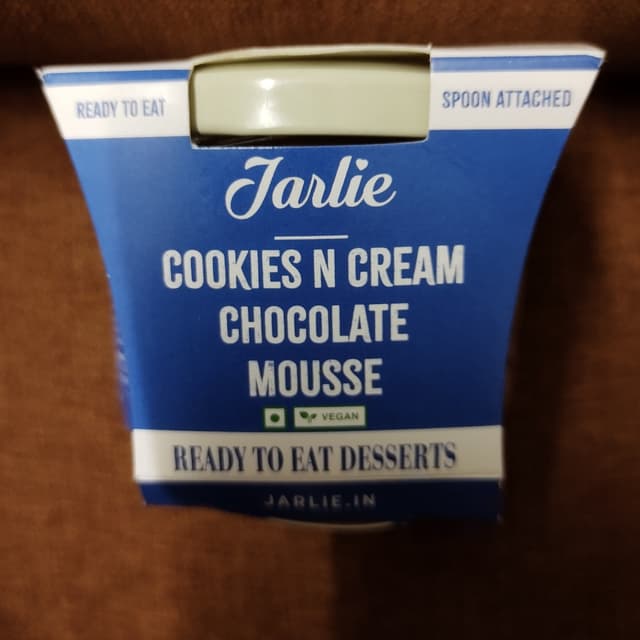 READY TO EAT
SPOON ATTACHED
Jarlie
COOKIES N CREAM
CHOCOLATE
MOUSSE
VEGAN
READY TO EAT DESSERTS
JARLIE.IN